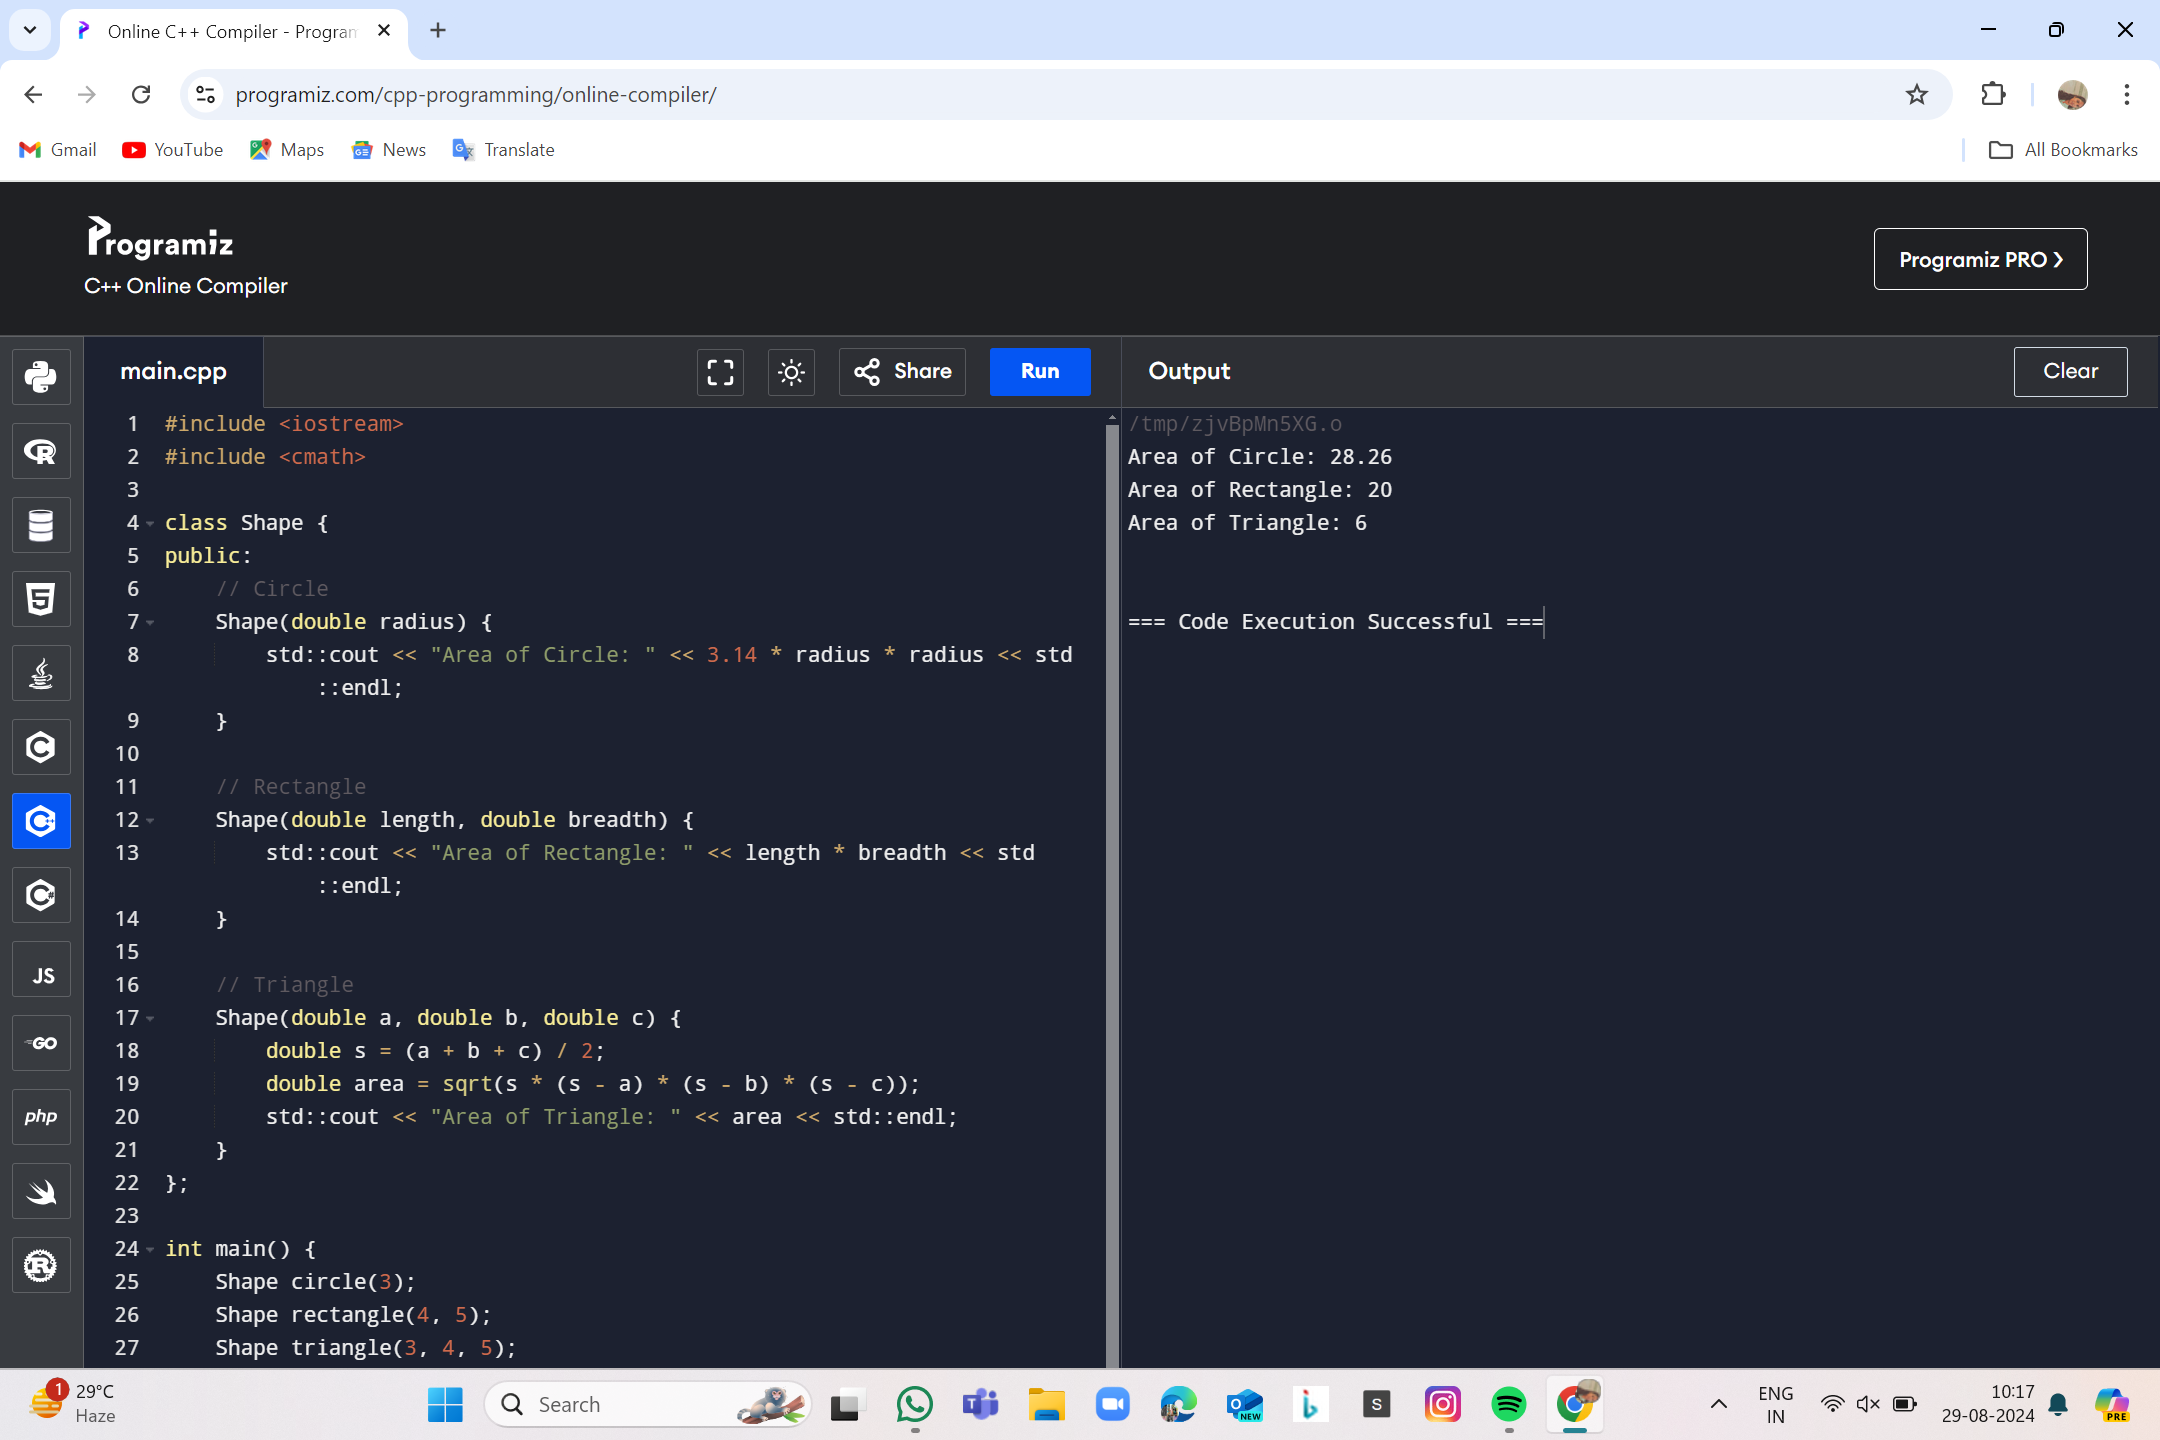 Online C++ Compiler - Program
programiz.com/cpp-programming/online-compiler/
Gmail YouTube Maps News Translate All Bookmarks
Programiz
C++ Online Compiler
Programiz PRO ❯
main.cpp Share Run Output Clear
1 #include <iostream>
2 #include <cmath>
3
4 class Shape {
5 public:
6     // Circle
7     Shape(double radius) {
8         std::cout << "Area of Circle: " << 3.14 * radius * radius << std
            ::endl;
9     }
10
11     // Rectangle
12     Shape(double length, double breadth) {
13         std::cout << "Area of Rectangle: " << length * breadth << std
            ::endl;
14     }
15
16     // Triangle
17     Shape(double a, double b, double c) {
18         double s = (a + b + c) / 2;
19         double area = sqrt(s * (s - a) * (s - b) * (s - c));
20         std::cout << "Area of Triangle: " << area << std::endl;
21     }
22 };
23
24 int main() {
25     Shape circle(3);
26     Shape rectangle(4, 5);
27     Shape triangle(3, 4, 5);
/tmp/zjvBpMn5XG.o
Area of Circle: 28.26
Area of Rectangle: 20
Area of Triangle: 6
=== Code Execution Successful ===
JS
GO
php
1
29°C
Haze
Search
NEW
S
ENG
IN
10:17
29-08-2024
PRE